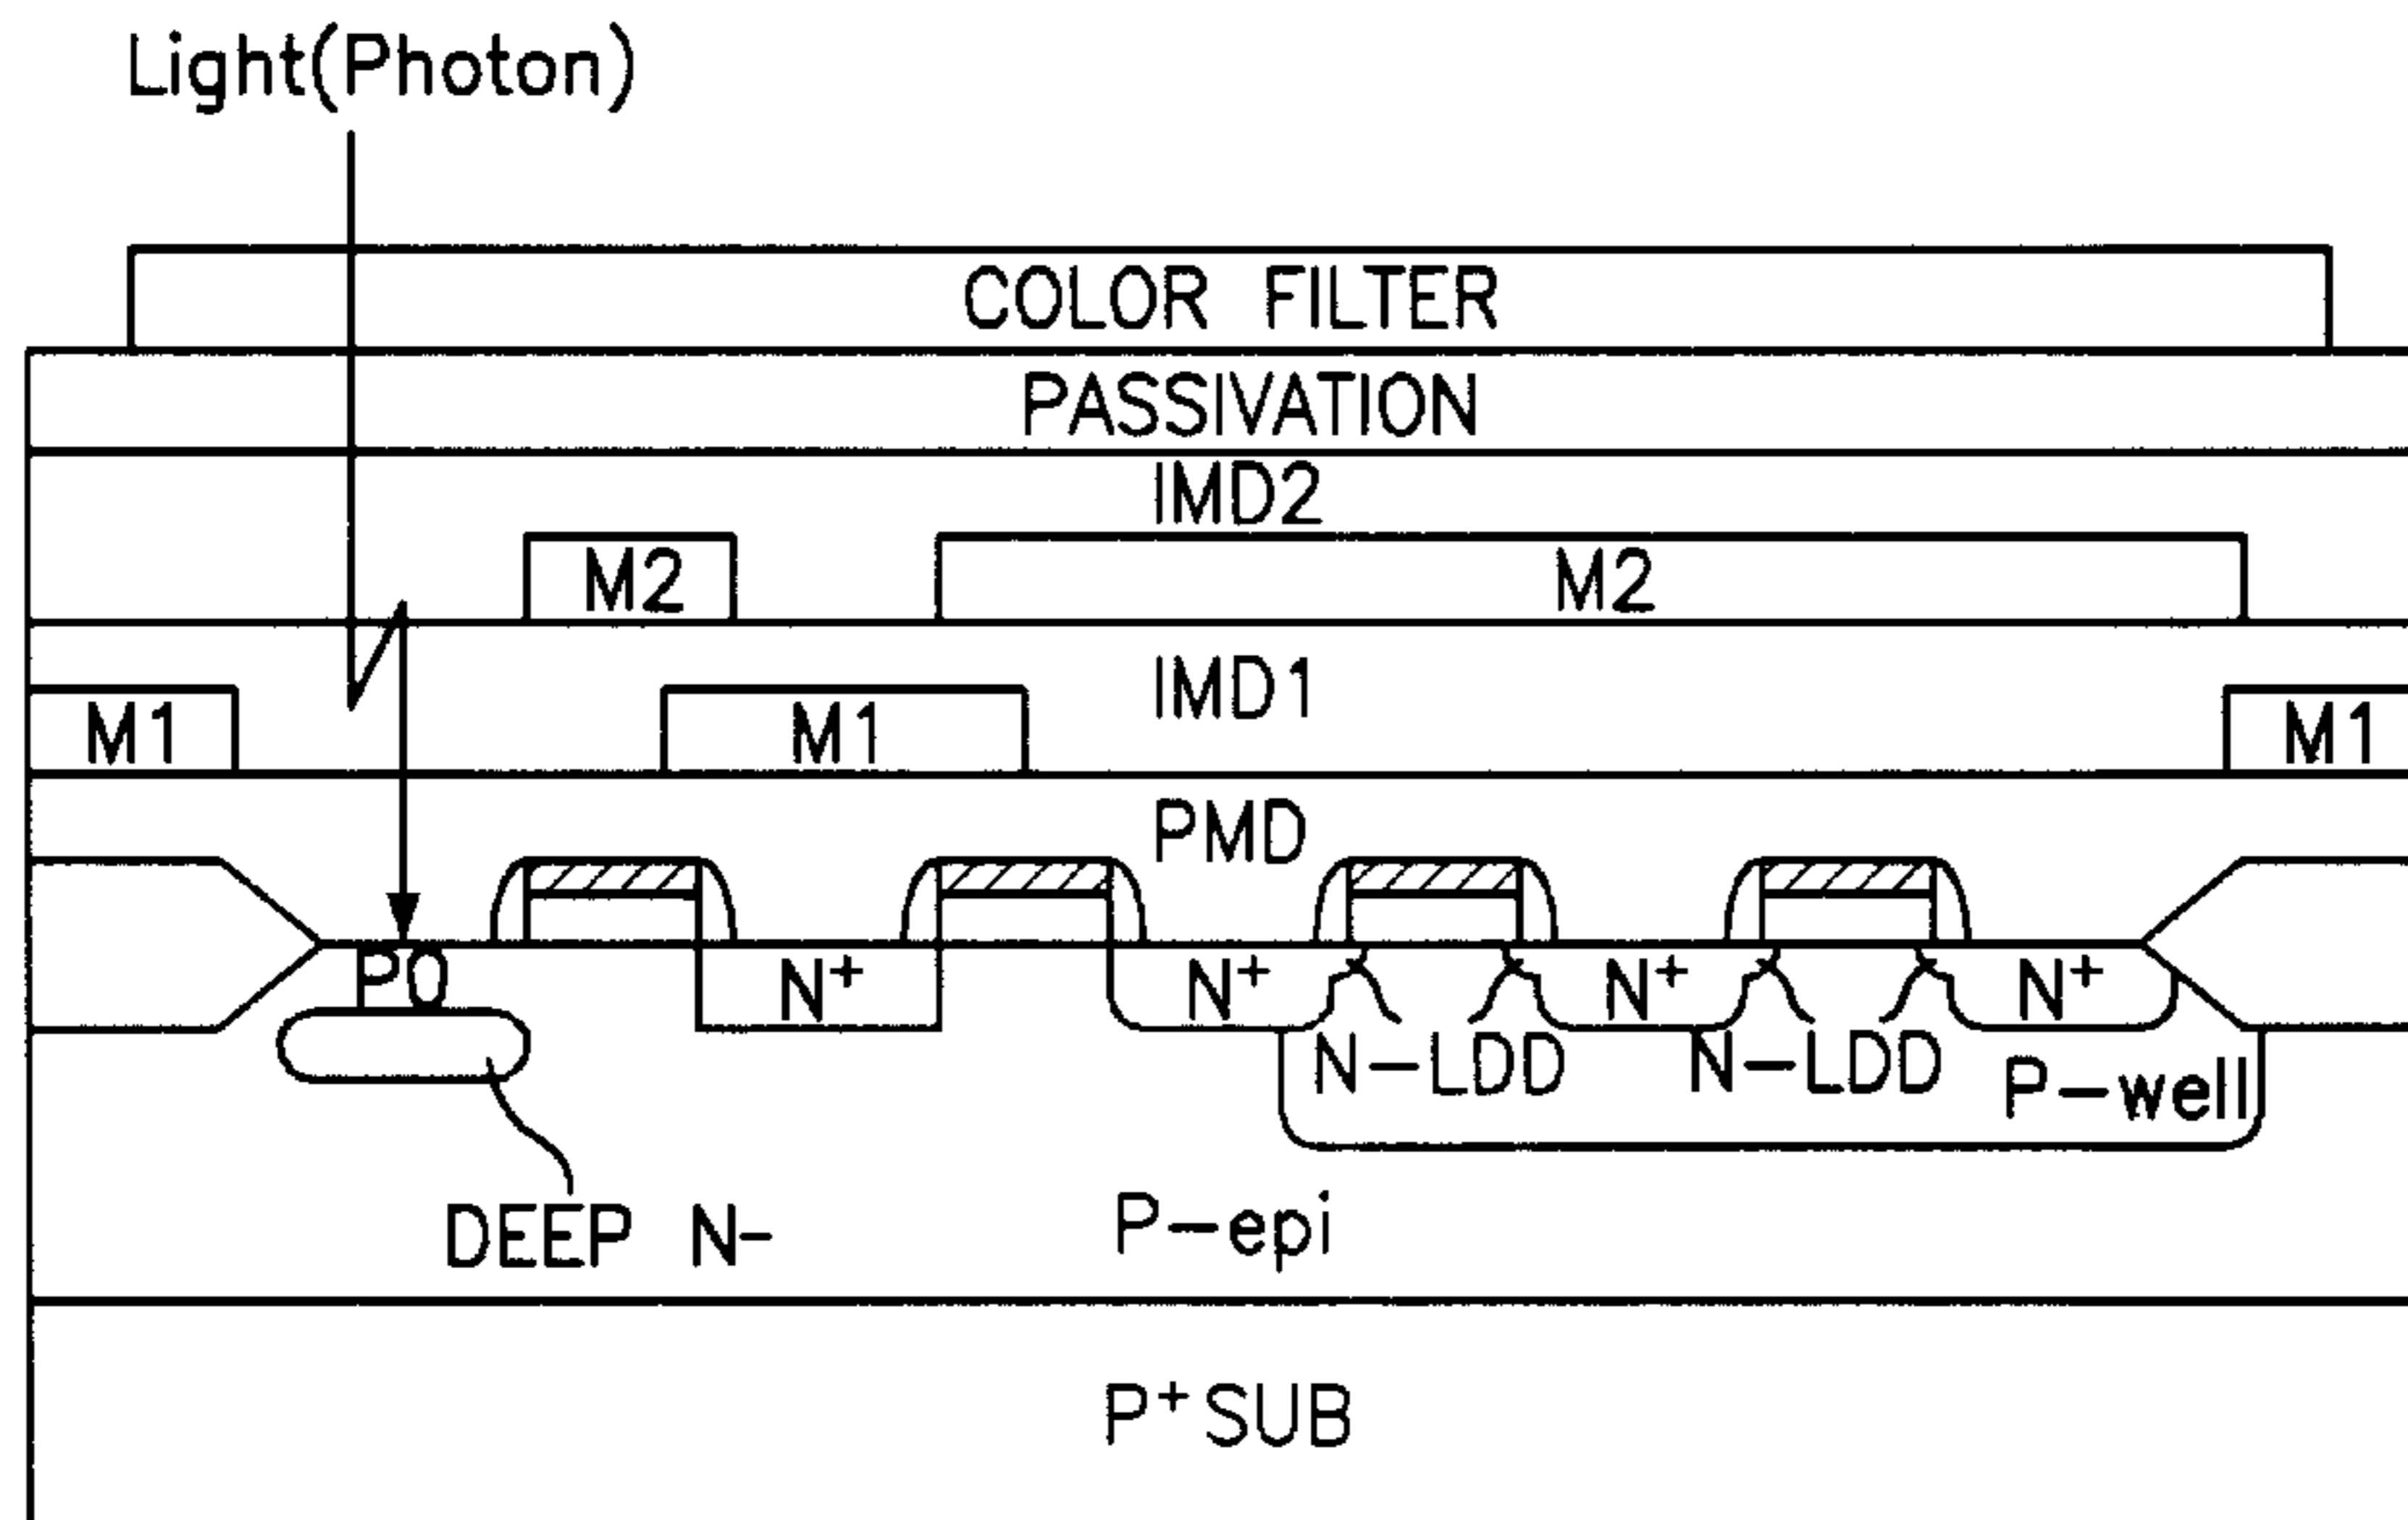 Light(Photon)
COLOR FILTER
PASSIVATION
IMD2
M2 M2
IMD1
M1 M1 M1
PMD
P0 N⁺ N⁺ N⁺ N⁺
N-LDD N-LDD P-well
DEEP N- P-epi
P⁺SUB